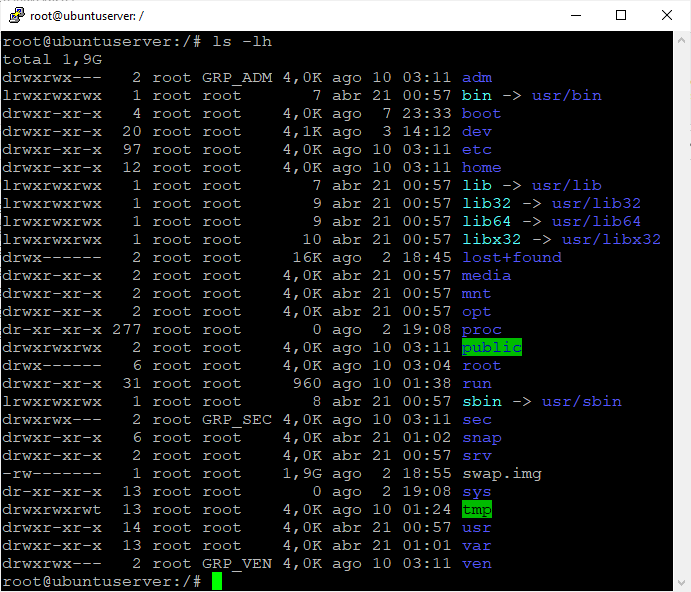 root@ubuntuserver: /
root@ubuntuserver:/# ls -lh
total 1,9G
drwxrwx---   2 root GRP_ADM 4,0K ago 10 03:11 adm
lrwxrwxrwx   1 root root       7 abr 21 00:57 bin -> usr/bin
drwxr-xr-x   4 root root    4,0K ago  7 23:33 boot
drwxr-xr-x  20 root root    4,1K ago  3 14:12 dev
drwxr-xr-x  97 root root    4,0K ago 10 03:11 etc
drwxr-xr-x  12 root root    4,0K ago 10 03:11 home
lrwxrwxrwx   1 root root       7 abr 21 00:57 lib -> usr/lib
lrwxrwxrwx   1 root root       9 abr 21 00:57 lib32 -> usr/lib32
lrwxrwxrwx   1 root root       9 abr 21 00:57 lib64 -> usr/lib64
lrwxrwxrwx   1 root root      10 abr 21 00:57 libx32 -> usr/libx32
drwx------   2 root root     16K ago  2 18:45 lost+found
drwxr-xr-x   2 root root    4,0K abr 21 00:57 media
drwxr-xr-x   2 root root    4,0K abr 21 00:57 mnt
drwxr-xr-x   2 root root    4,0K abr 21 00:57 opt
dr-xr-xr-x 277 root root       0 ago  2 19:08 proc
drwxrwxrwx   2 root root    4,0K ago 10 03:11 public
drwx------   6 root root    4,0K ago 10 03:04 root
drwxr-xr-x  31 root root     960 ago 10 01:38 run
lrwxrwxrwx   1 root root       8 abr 21 00:57 sbin -> usr/sbin
drwxrwx---   2 root GRP_SEC 4,0K ago 10 03:11 sec
drwxr-xr-x   6 root root    4,0K abr 21 01:02 snap
drwxr-xr-x   2 root root    4,0K abr 21 00:57 srv
-rw-------   1 root root    1,9G ago  2 18:55 swap.img
dr-xr-xr-x  13 root root       0 ago  2 19:08 sys
drwxrwxrwt  13 root root    4,0K ago 10 01:24 tmp
drwxr-xr-x  14 root root    4,0K abr 21 00:57 usr
drwxr-xr-x  13 root root    4,0K abr 21 01:01 var
drwxrwx---   2 root GRP_VEN 4,0K ago 10 03:11 ven
root@ubuntuserver:/#